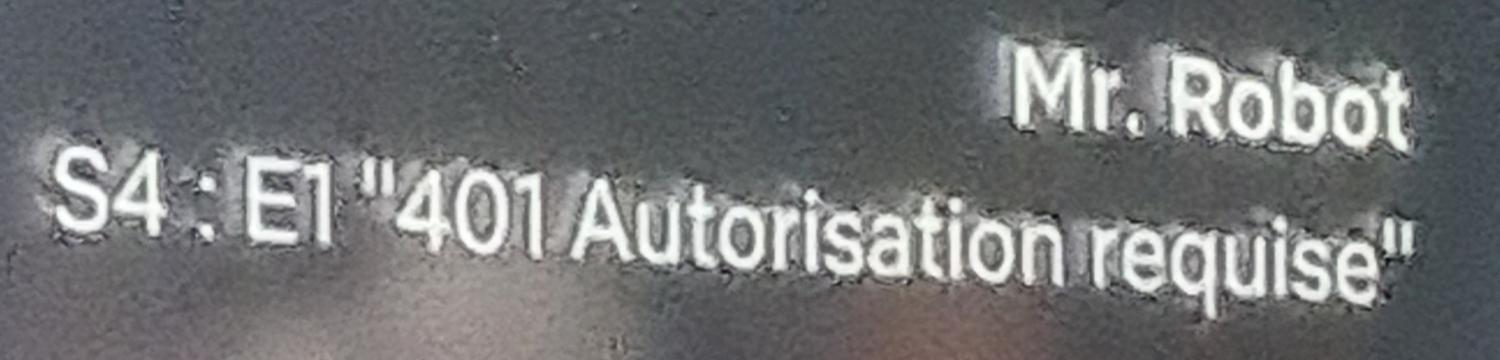 Mr. Robot
S4 : E1 "401 Autorisation requise"